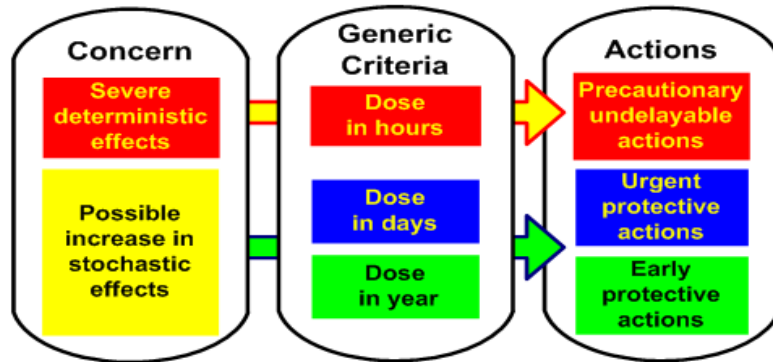 Concern
Severe
deterministic
effects
Possible
increase in
stochastic
effects
Generic
Criteria
Dose
in hours
Dose
in days
Dose
in year
Actions
Precautionary
undelayable
actions
Urgent
protective
actions
Early
protective
actions